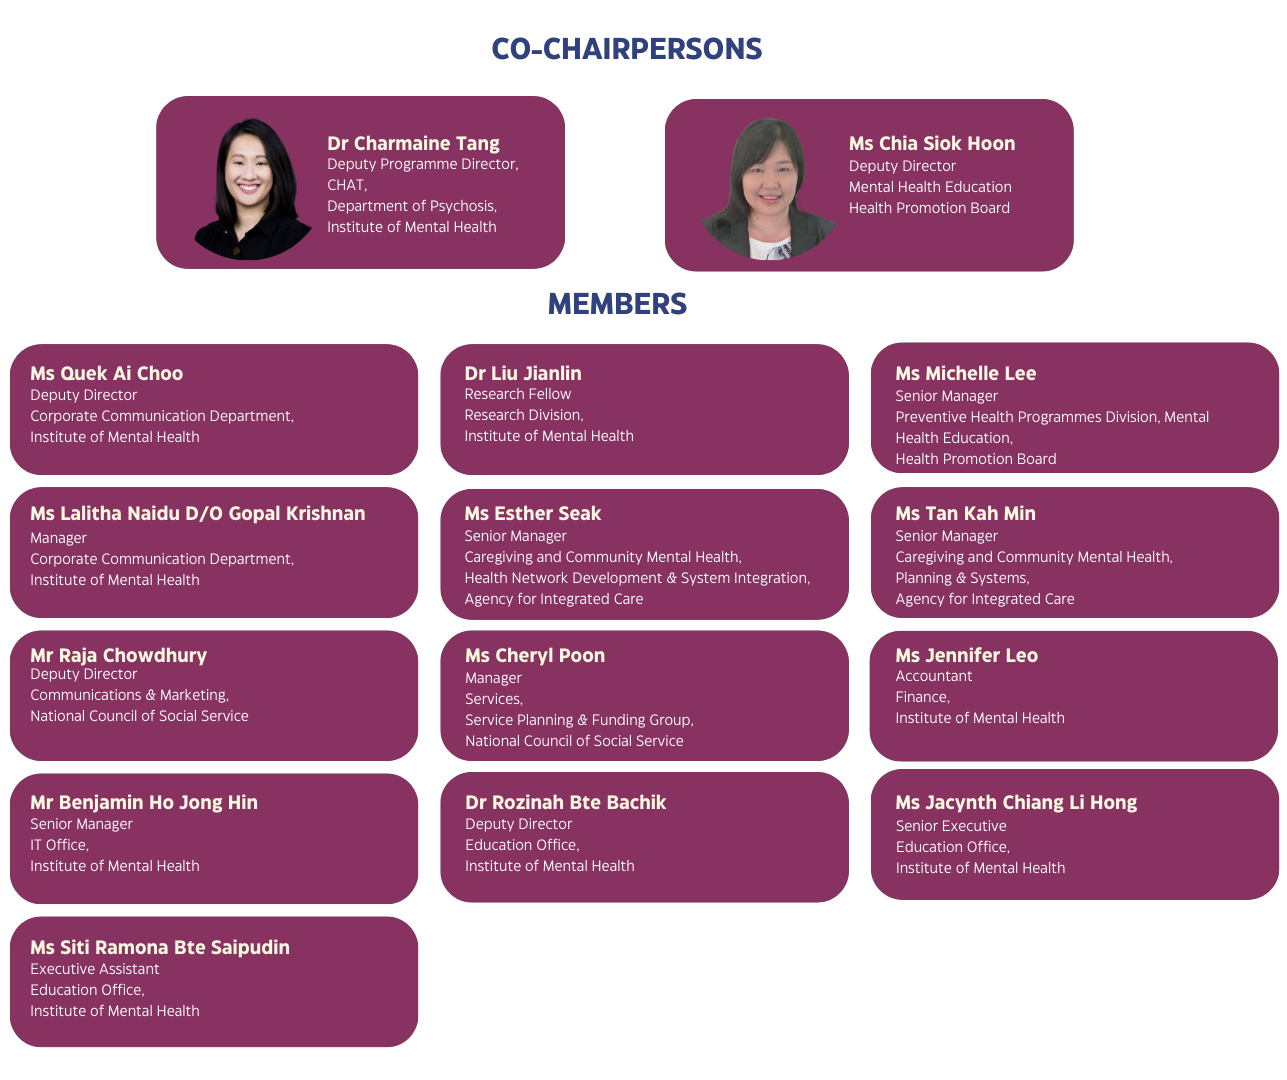 CO-CHAIRPERSONS
Dr Charmaine Tang
Deputy Programme Director,
CHAT,
Department of Psychosis,
Institute of Mental Health
Ms Chia Siok Hoon
Deputy Director
Mental Health Education
Health Promotion Board
MEMBERS
Ms Quek Ai Choo
Deputy Director
Corporate Communication Department,
Institute of Mental Health
Dr Liu Jianlin
Research Fellow
Research Division,
Institute of Mental Health
Ms Michelle Lee
Senior Manager
Preventive Health Programmes Division, Mental
Health Education,
Health Promotion Board
Ms Lalitha Naidu D/O Gopal Krishnan
Manager
Corporate Communication Department,
Institute of Mental Health
Ms Esther Seak
Senior Manager
Caregiving and Community Mental Health,
Health Network Development & System Integration,
Agency for Integrated Care
Ms Tan Kah Min
Senior Manager
Caregiving and Community Mental Health,
Planning & Systems,
Agency for Integrated Care
Mr Raja Chowdhury
Deputy Director
Communications & Marketing,
National Council of Social Service
Ms Cheryl Poon
Manager
Services,
Service Planning & Funding Group,
National Council of Social Service
Ms Jennifer Leo
Accountant
Finance,
Institute of Mental Health
Mr Benjamin Ho Jong Hin
Senior Manager
IT Office,
Institute of Mental Health
Dr Rozinah Bte Bachik
Deputy Director
Education Office,
Institute of Mental Health
Ms Jacynth Chiang Li Hong
Senior Executive
Education Office,
Institute of Mental Health
Ms Siti Ramona Bte Saipudin
Executive Assistant
Education Office,
Institute of Mental Health